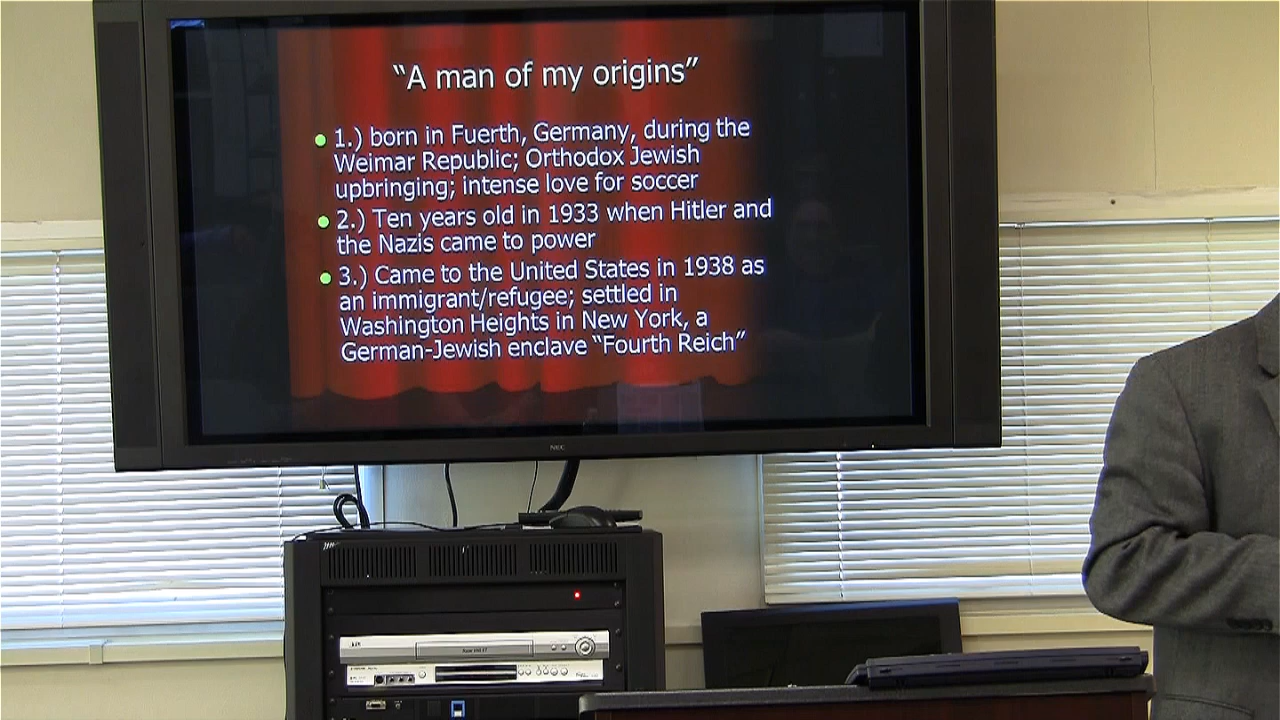 “A man of my origins”
1.) born in Fuerth, Germany, during the
Weimar Republic; Orthodox Jewish
upbringing; intense love for soccer
2.) Ten years old in 1933 when Hitler and
the Nazis came to power
3.) Came to the United States in 1938 as
an immigrant/refugee; settled in
Washington Heights in New York, a
German-Jewish enclave “Fourth Reich”
NEC